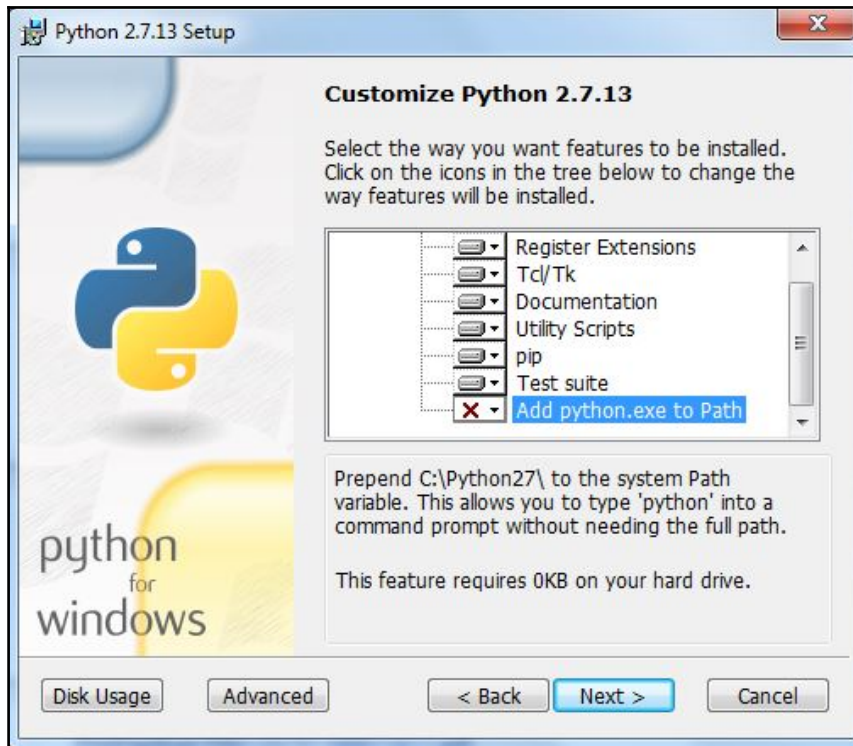 Python 2.7.13 Setup
Customize Python 2.7.13
Select the way you want features to be installed.
Click on the icons in the tree below to change the
way features will be installed.
Register Extensions
Tcl/Tk
Documentation
Utility Scripts
pip
Test suite
Add python.exe to Path
Prepend C:\Python27\ to the system Path
variable. This allows you to type 'python' into a
command prompt without needing the full path.
This feature requires 0KB on your hard drive.
python
for
windows
Disk Usage
Advanced
< Back
Next >
Cancel